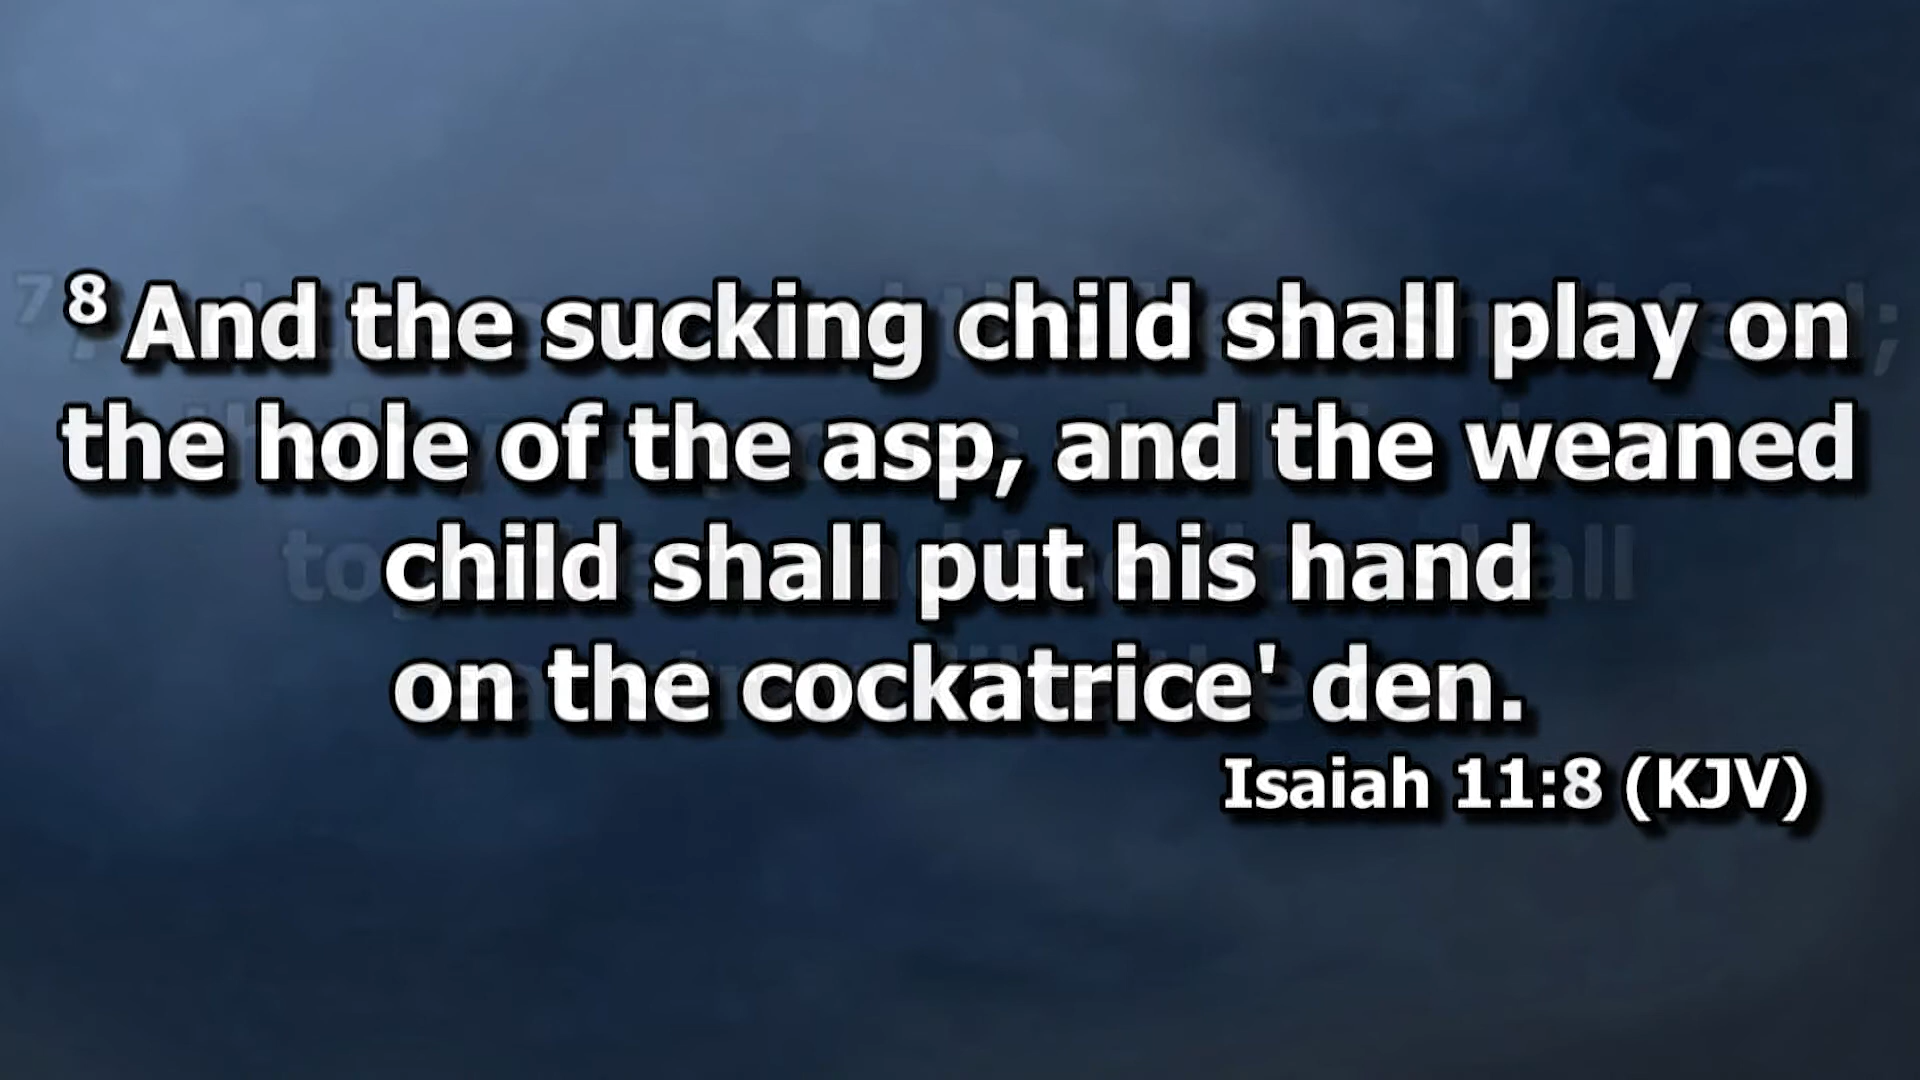 8 And the sucking child shall play on
the hole of the asp, and the weaned
child shall put his hand
on the cockatrice' den.
Isaiah 11:8 (KJV)